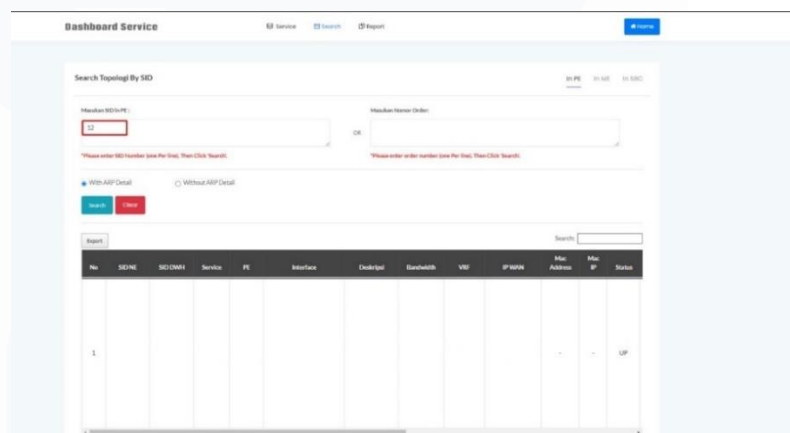 Dashboard Service
Service Search Report Home
Search Topologi By SID
In PE In ME In SBC
Masukan SID In PE : Masukan Nomor Order:
12
OR
*Please enter SID Number (one Per line), Then Click 'Search'. *Please enter order number (one Per line), Then Click 'Search'.
With ARP Detail Without ARP Detail
Search Clear
Export Search:
No SID NE SID DWH Service PE Interface Deskripsi Bandwidth VRF IP WAN Mac Address Mac IP Status
1 - - UP